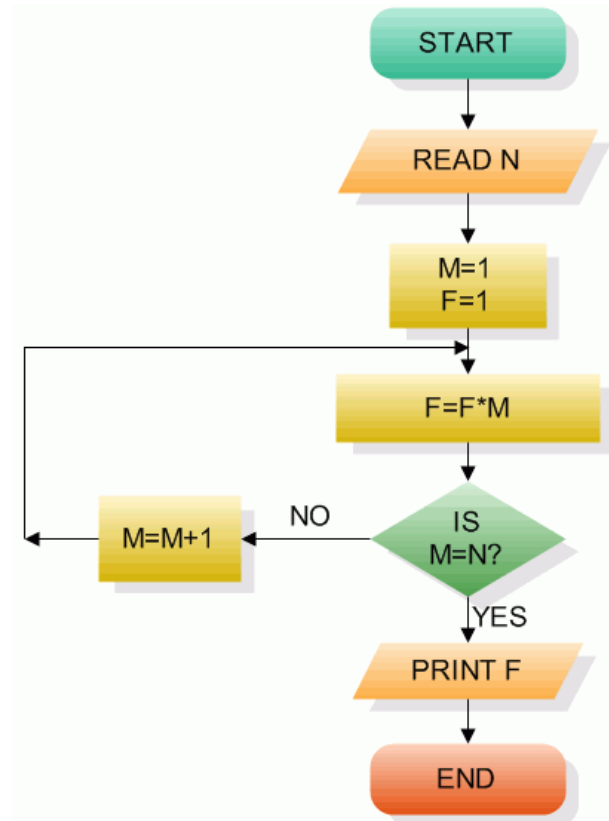 START
READ N
M=1
F=1
F=F*M
IS
M=N?
NO
M=M+1
YES
PRINT F
END